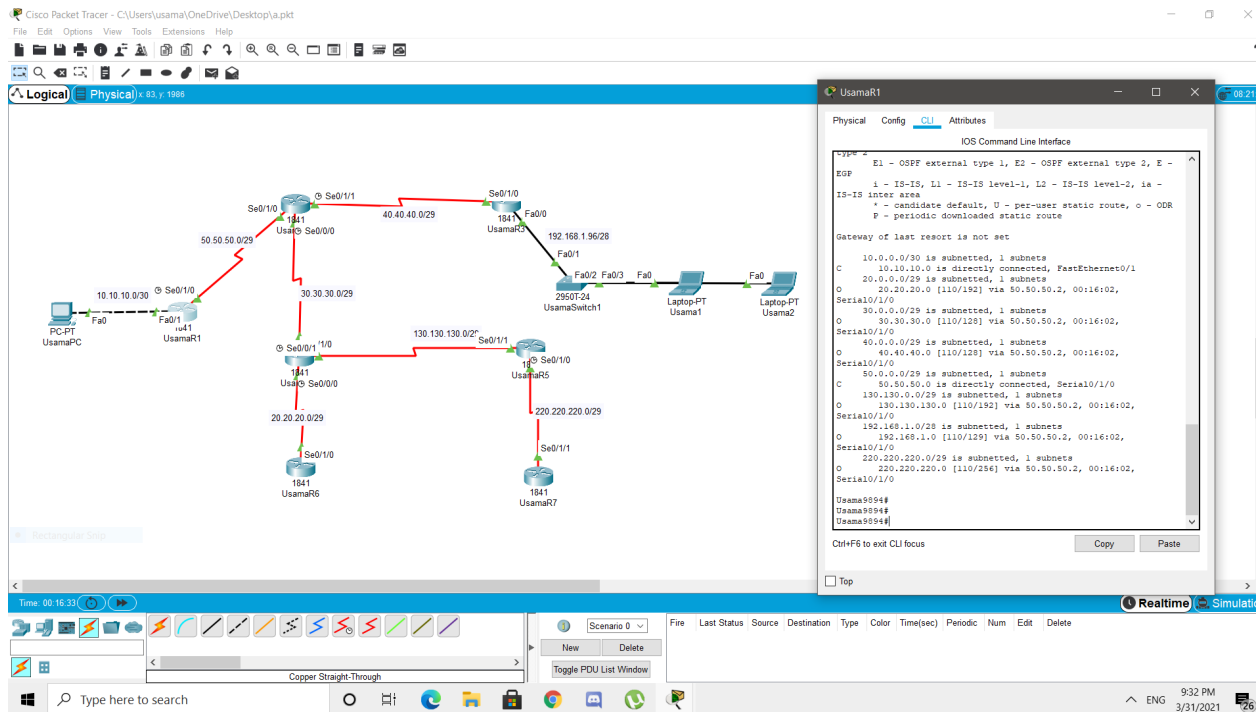 Cisco Packet Tracer - C:\Users\usama\OneDrive\Desktop\a.pkt
File Edit Options View Tools Extensions Help
Logical Physical x: 83, y: 1986
08:21
Se0/1/1
Se0/1/0
Se0/1/0
40.40.40.0/29
1841
Se0/0/0
Fa0/0
1841
UsamaR3
50.50.50.0/29
192.168.1.96/28
Fa0/1
10.10.10.0/30
Se0/1/0
30.30.30.0/29
Fa0/2 Fa0/3 Fa0
Fa0
2950T-24
UsamaSwitch1
Laptop-PT
Usama1
Laptop-PT
Usama2
Fa0
Fa0/1
PC-PT
UsamaPC
1841
UsamaR1
130.130.130.0/29
Se0/1/1
Se0/0/1
Se0/1/0
1841
Se0/0/0
UsamaR5
20.20.20.0/29
220.220.220.0/29
Se0/1/0
Se0/1/1
1841
UsamaR6
1841
UsamaR7
Rectangular Snip
UsamaR1
Physical Config CLI Attributes
IOS Command Line Interface
type 2
E1 - OSPF external type 1, E2 - OSPF external type 2, E -
EGP
i - IS-IS, L1 - IS-IS level-1, L2 - IS-IS level-2, ia -
IS-IS inter area
* - candidate default, U - per-user static route, o - ODR
P - periodic downloaded static route
Gateway of last resort is not set
10.0.0.0/30 is subnetted, 1 subnets
C 10.10.10.0 is directly connected, FastEthernet0/1
20.0.0.0/29 is subnetted, 1 subnets
O 20.20.20.0 [110/192] via 50.50.50.2, 00:16:02,
Serial0/1/0
30.0.0.0/29 is subnetted, 1 subnets
O 30.30.30.0 [110/128] via 50.50.50.2, 00:16:02,
Serial0/1/0
40.0.0.0/29 is subnetted, 1 subnets
O 40.40.40.0 [110/128] via 50.50.50.2, 00:16:02,
Serial0/1/0
50.0.0.0/29 is subnetted, 1 subnets
C 50.50.50.0 is directly connected, Serial0/1/0
130.130.0.0/29 is subnetted, 1 subnets
O 130.130.130.0 [110/192] via 50.50.50.2, 00:16:02,
Serial0/1/0
192.168.1.0/28 is subnetted, 1 subnets
O 192.168.1.0 [110/129] via 50.50.50.2, 00:16:02,
Serial0/1/0
220.220.220.0/29 is subnetted, 1 subnets
O 220.220.220.0 [110/256] via 50.50.50.2, 00:16:02,
Serial0/1/0
Usama9894#
Usama9894#
Usama9894#
Ctrl+F6 to exit CLI focus
Copy Paste
Top
Time: 00:16:33
Realtime Simulatio
Scenario 0
New Delete
Toggle PDU List Window
Fire Last Status Source Destination Type Color Time(sec) Periodic Num Edit Delete
Copper Straight-Through
Type here to search
ENG
9:32 PM
3/31/2021
26